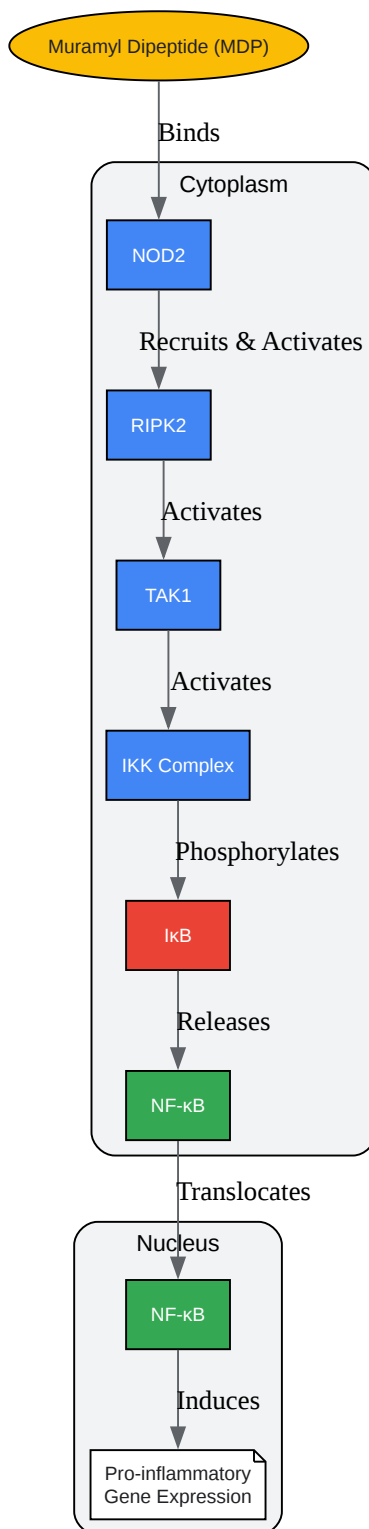 Muramyl Dipeptide (MDP)
Binds
Cytoplasm
NOD2
Recruits & Activates
RIPK2
Activates
TAK1
Activates
IKK Complex
Phosphorylates
IκB
Releases
NF-κB
Translocates
Nucleus
NF-κB
Induces
Pro-inflammatory
Gene Expression